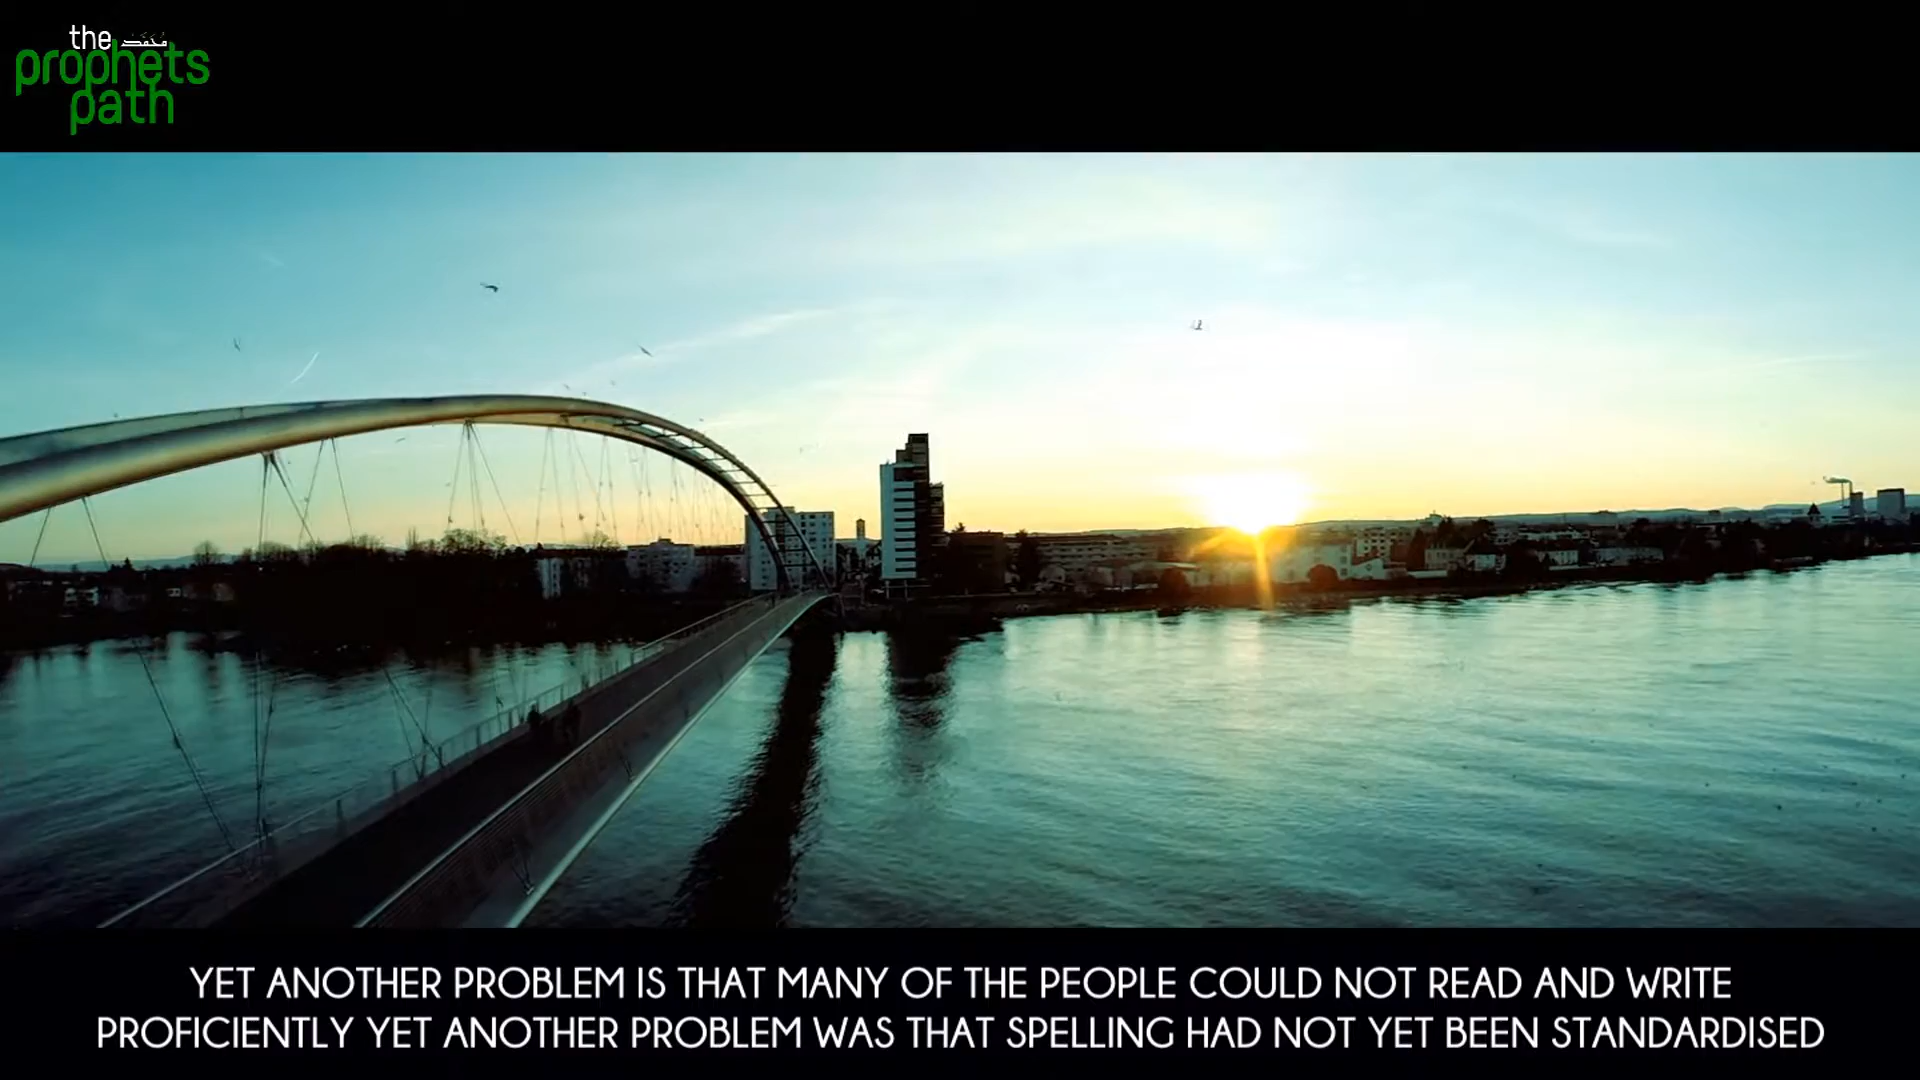 the محمد
prophets
path
YET ANOTHER PROBLEM IS THAT MANY OF THE PEOPLE COULD NOT READ AND WRITE
PROFICIENTLY YET ANOTHER PROBLEM WAS THAT SPELLING HAD NOT YET BEEN STANDARDISED